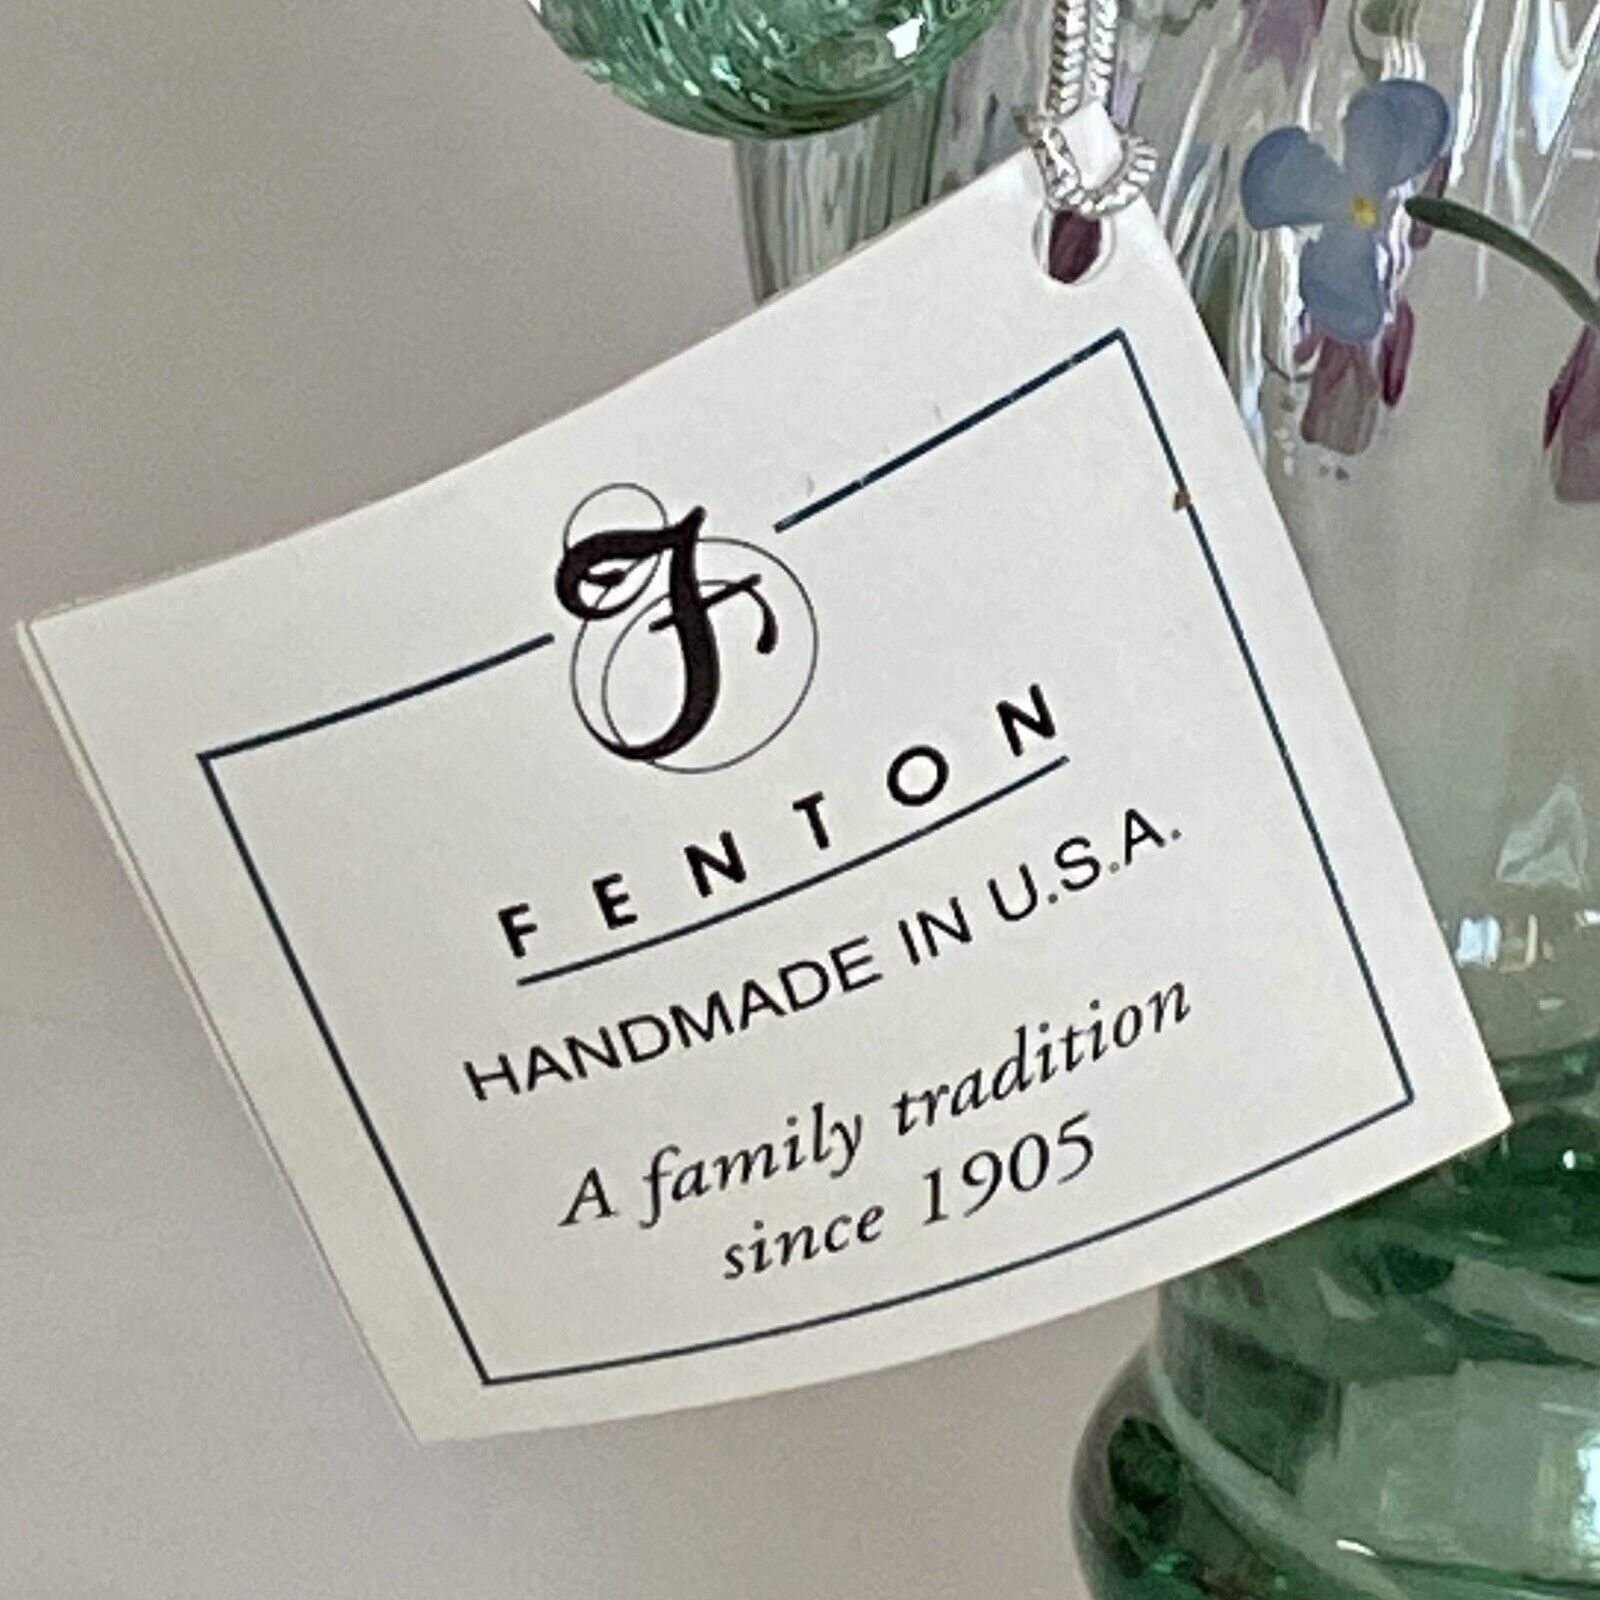 F
FENTON
HANDMADE IN U.S.A.
A family tradition
since 1905